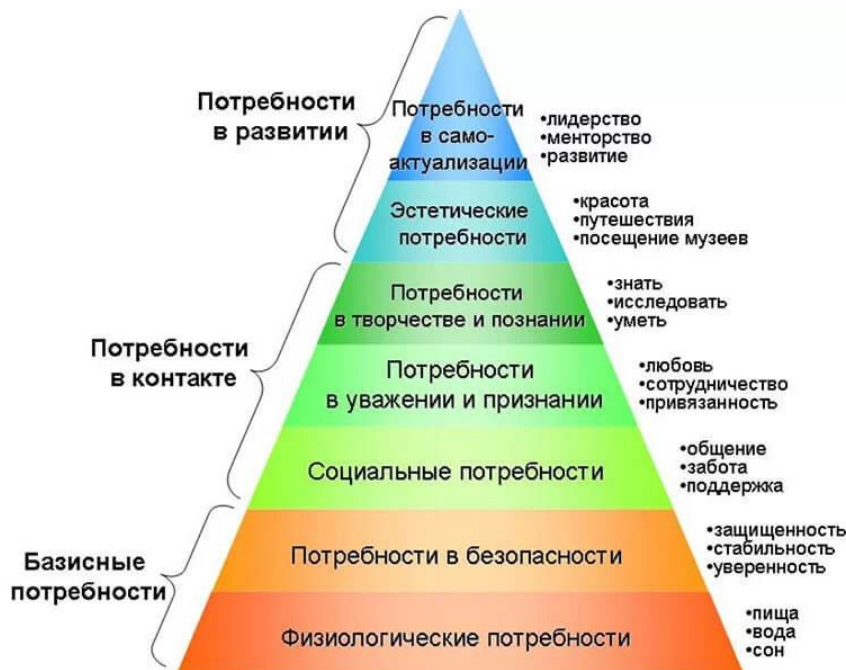 Потребности
в развитии
Потребности
в само-
актуализации
•лидерство
•менторство
•развитие
Эстетические
потребности
•красота
•путешествия
•посещение музеев
Потребности
в контакте
Потребности
в творчестве и познании
•знать
•исследовать
•уметь
Потребности
в уважении и признании
•любовь
•сотрудничество
•привязанность
Социальные потребности
•общение
•забота
•поддержка
Базисные
потребности
Потребности в безопасности
•защищенность
•стабильность
•уверенность
Физиологические потребности
•пища
•вода
•сон